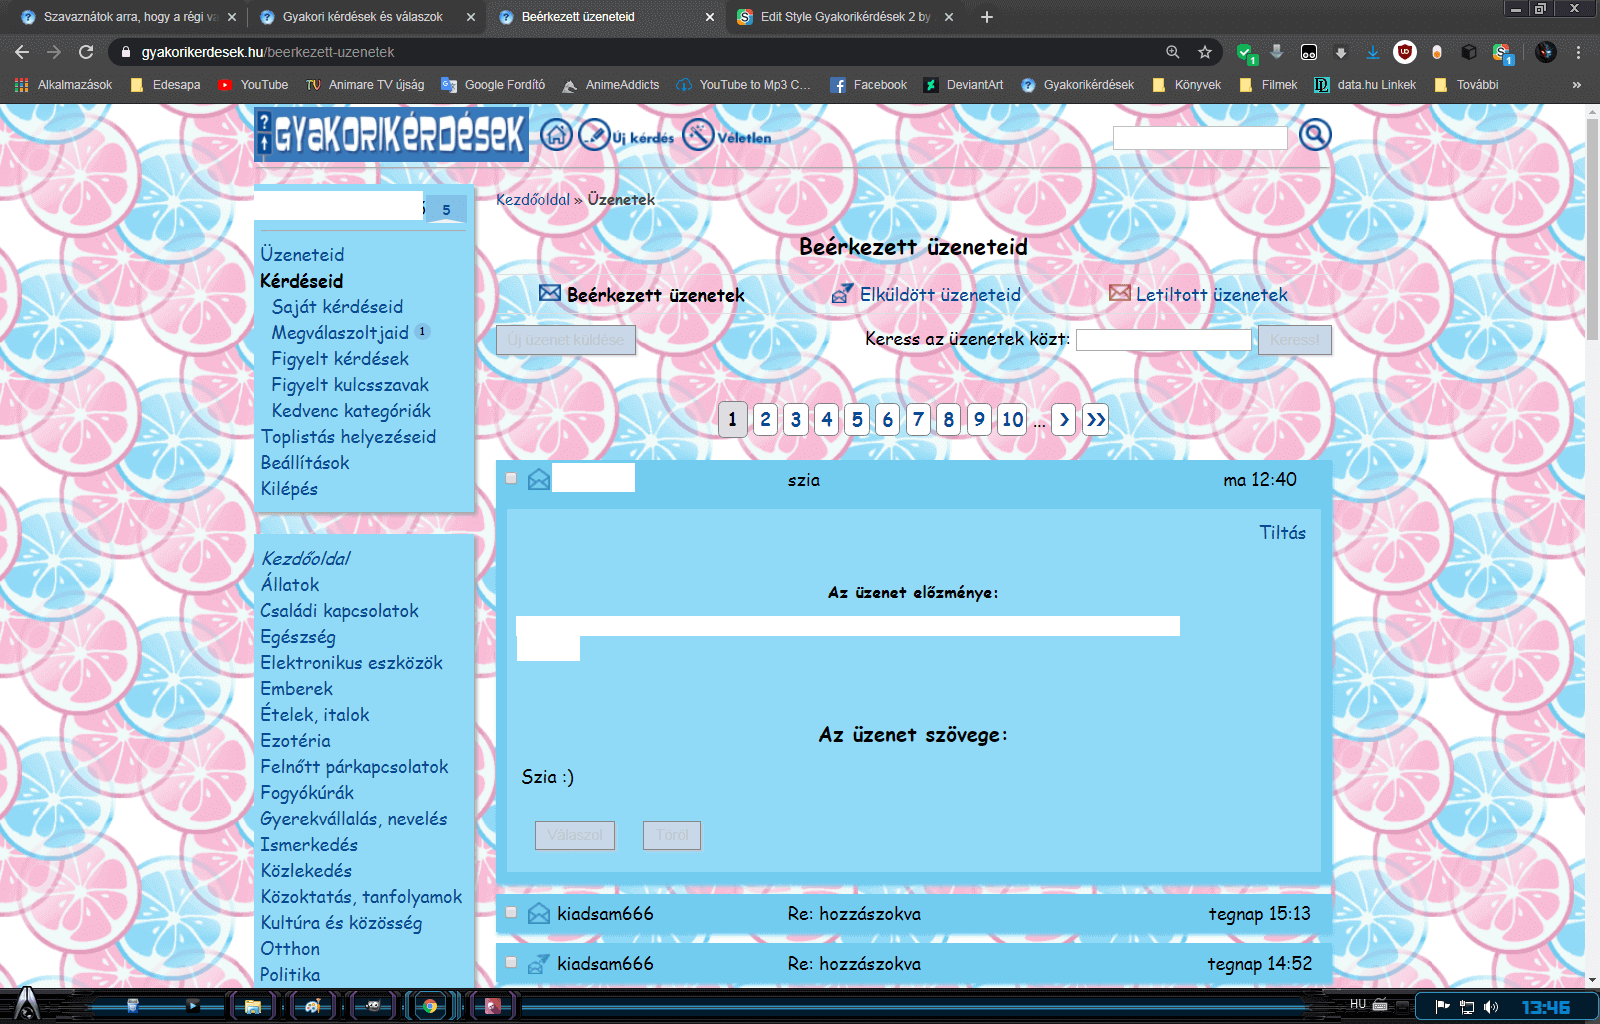 Szavaznátok arra, hogy a régi va
Gyakori kérdések és válaszok
Beérkezett üzeneteid
Edit Style Gyakorikérdések 2 by
gyakorikerdesek.hu/beerkezett-uzenetek
Alkalmazások
Edesapa
YouTube
Animare TV újság
Google Fordító
AnimeAddicts
YouTube to Mp3 C...
Facebook
DeviantArt
Gyakorikérdések
Könyvek
Filmek
data.hu Linkek
További
»
GYAKORIKÉRDÉSEK
Új kérdés
Véletlen
5
Üzeneteid
Kérdéseid
Saját kérdéseid
Megválaszoltjaid 1
Figyelt kérdések
Figyelt kulcsszavak
Kedvenc kategóriák
Toplistás helyezéseid
Beállítások
Kilépés
Kezdőoldal
Állatok
Családi kapcsolatok
Egészség
Elektronikus eszközök
Emberek
Ételek, italok
Ezotéria
Felnőtt párkapcsolatok
Fogyókúrák
Gyerekvállalás, nevelés
Ismerkedés
Közlekedés
Közoktatás, tanfolyamok
Kultúra és közösség
Otthon
Politika
Kezdőoldal » Üzenetek
Beérkezett üzeneteid
Beérkezett üzenetek
Elküldött üzeneteid
Letiltott üzenetek
Új üzenet küldése
Keress az üzenetek közt:
Keress!
1 2 3 4 5 6 7 8 9 10 ... › »
szia
ma 12:40
Tiltás
Az üzenet előzménye:
Az üzenet szövege:
Szia :)
Válaszol
Töröl
kiadsam666 Re: hozzászokva tegnap 15:13
kiadsam666 Re: hozzászokva tegnap 14:52
HU
13:46